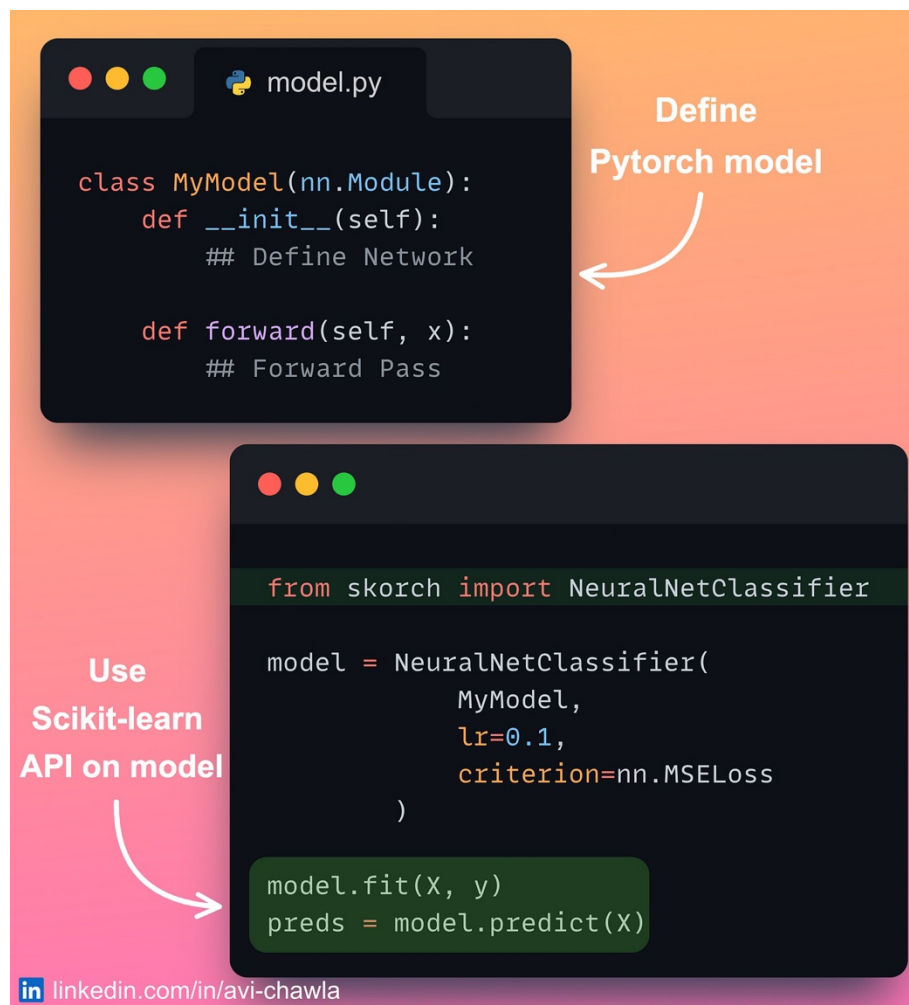 model.py
Define
Pytorch model
class MyModel(nn.Module):
    def __init__(self):
        ## Define Network
    def forward(self, x):
        ## Forward Pass
from skorch import NeuralNetClassifier
model = NeuralNetClassifier(
            MyModel,
            lr=0.1,
            criterion=nn.MSELoss
        )
Use
Scikit-learn
API on model
model.fit(X, y)
preds = model.predict(X)
in linkedin.com/in/avi-chawla